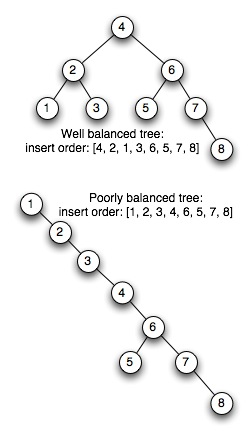 4
2 6
1 3 5 7
8
Well balanced tree:
insert order: [4, 2, 1, 3, 6, 5, 7, 8]
1
Poorly balanced tree:
insert order: [1, 2, 3, 4, 6, 5, 7, 8]
2
3
4
6
5 7
8